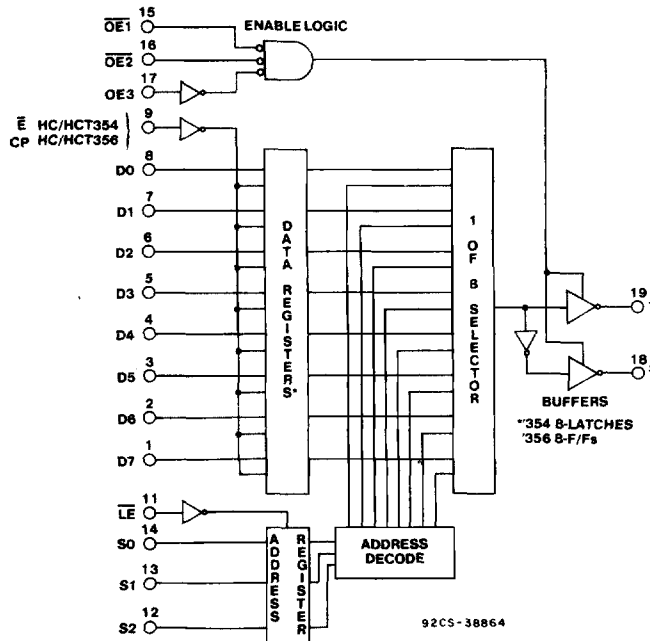 15
OE1
ENABLE LOGIC
16
OE2
17
OE3
9
E HC/HCT354
CP HC/HCT356
8
D0
7
D1
6
D2
5
D3
4
D4
3
D5
2
D6
1
D7
DATA REGISTERS*
1 OF 8 SELECTOR
19
18
BUFFERS
*'354 8-LATCHES
'356 8-F/Fs
11
LE
14
S0
13
S1
12
S2
ADDRESS REGISTER
ADDRESS
DECODE
92CS-38864